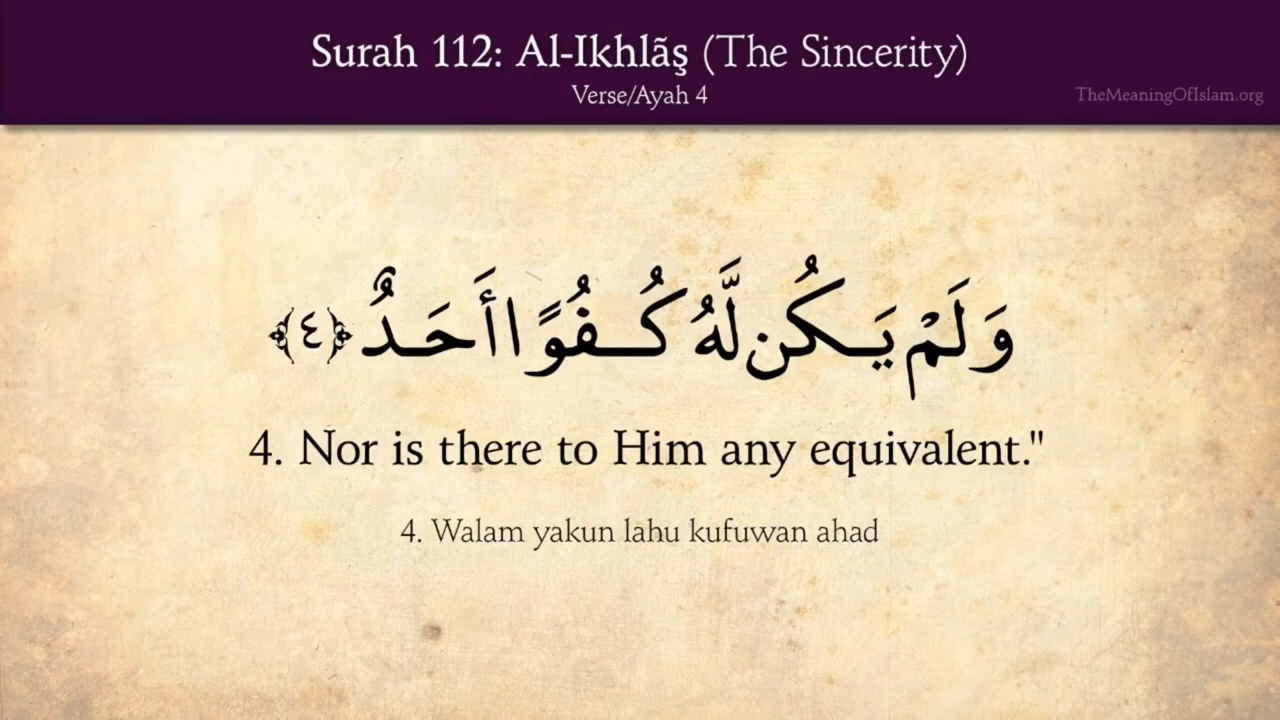 Surah 112: Al-Ikhlãş (The Sincerity)
Verse/Ayah 4
TheMeaningOfIslam.org
وَلَمْ يَكُن لَّهُ كُفُوًا أَحَدٌ ﴿٤﴾
4. Nor is there to Him any equivalent."
4. Walam yakun lahu kufuwan ahad